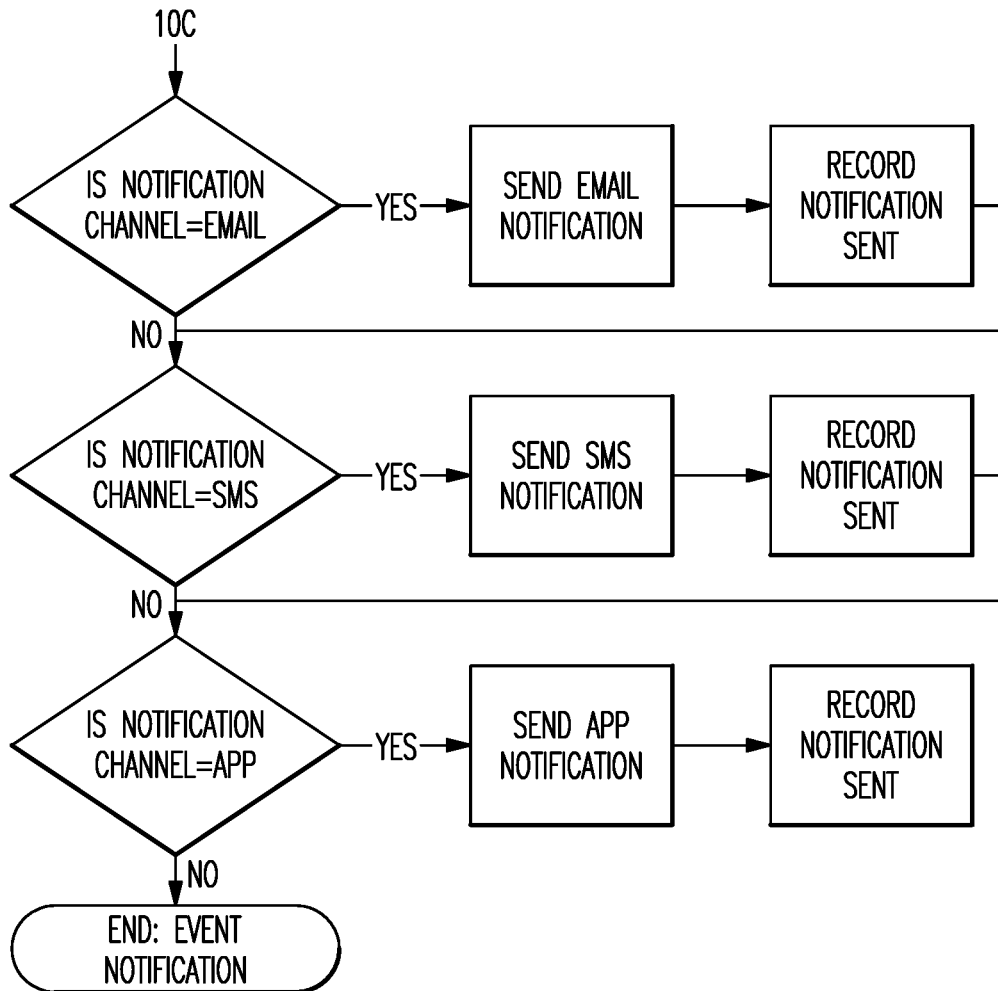 10C
IS NOTIFICATION
CHANNEL=EMAIL
YES
SEND EMAIL
NOTIFICATION
RECORD
NOTIFICATION
SENT
NO
IS NOTIFICATION
CHANNEL=SMS
YES
SEND SMS
NOTIFICATION
RECORD
NOTIFICATION
SENT
NO
IS NOTIFICATION
CHANNEL=APP
YES
SEND APP
NOTIFICATION
RECORD
NOTIFICATION
SENT
NO
END: EVENT
NOTIFICATION